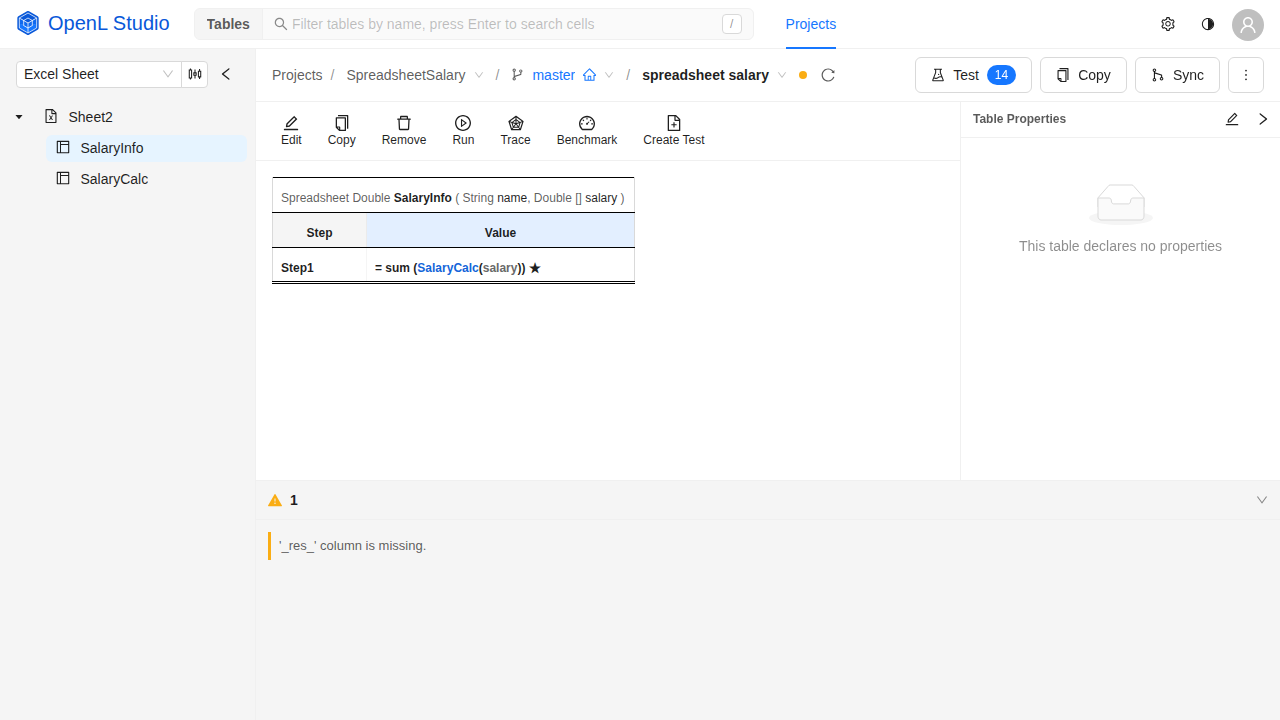 OpenL Studio
Tables
Filter tables by name, press Enter to search cells
/
Projects
Excel Sheet
Projects / SpreadsheetSalary / master / spreadsheet salary
Test 14
Copy
Sync
Sheet2
SalaryInfo
SalaryCalc
Edit
Copy
Remove
Run
Trace
Benchmark
Create Test
Table Properties
Spreadsheet Double SalaryInfo ( String name, Double [] salary )
Step Value
Step1 = sum (SalaryCalc(salary)) ★
This table declares no properties
1
'_res_' column is missing.